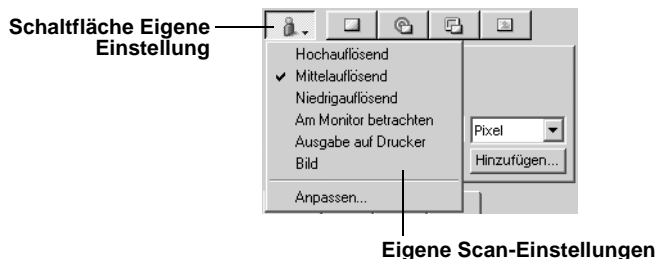 Schaltfläche Eigene
Einstellung
Hochauflösend
Mittelauflösend
Niedrigauflösend
Am Monitor betrachten
Ausgabe auf Drucker
Bild
Anpassen...
Pixel
Hinzufügen...
Eigene Scan-Einstellungen